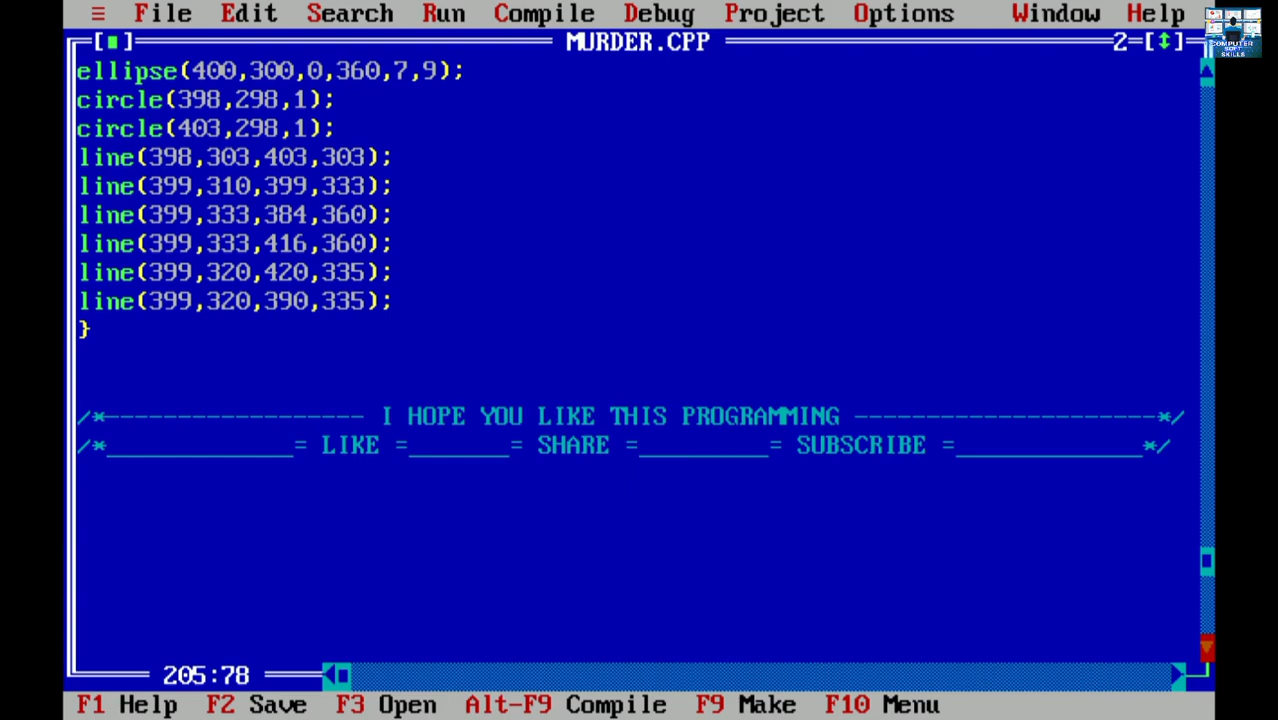 ≡ File Edit Search Run Compile Debug Project Options Window Help
COMPUTER SOFT SKILLS
[■] MURDER.CPP 2=[↕]
ellipse(400,300,0,360,7,9);
circle(398,298,1);
circle(403,298,1);
line(398,303,403,303);
line(399,310,399,333);
line(399,333,384,360);
line(399,333,416,360);
line(399,320,420,335);
line(399,320,390,335);
}
/*------------------ I HOPE YOU LIKE THIS PROGRAMMING ---------------------*/
/*_____________= LIKE =_______= SHARE =_________= SUBSCRIBE =_____________*/
205:78
F1 Help F2 Save F3 Open Alt-F9 Compile F9 Make F10 Menu